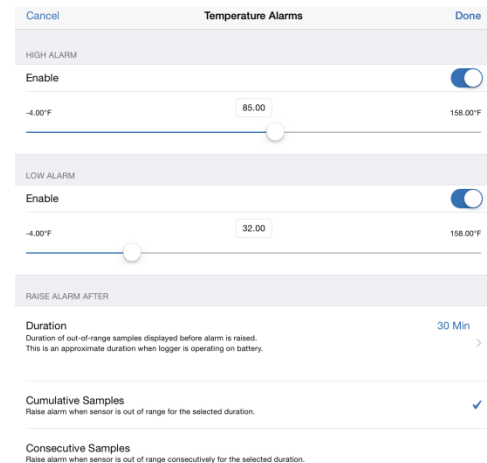 Cancel Temperature Alarms Done
HIGH ALARM
Enable
-4.00°F 85.00 158.00°F
LOW ALARM
Enable
-4.00°F 32.00 158.00°F
RAISE ALARM AFTER
Duration 30 Min
Duration of out-of-range samples displayed before alarm is raised.
This is an approximate duration when logger is operating on battery.
Cumulative Samples
Raise alarm when sensor is out of range for the selected duration.
Consecutive Samples
Raise alarm when sensor is out of range consecutively for the selected duration.